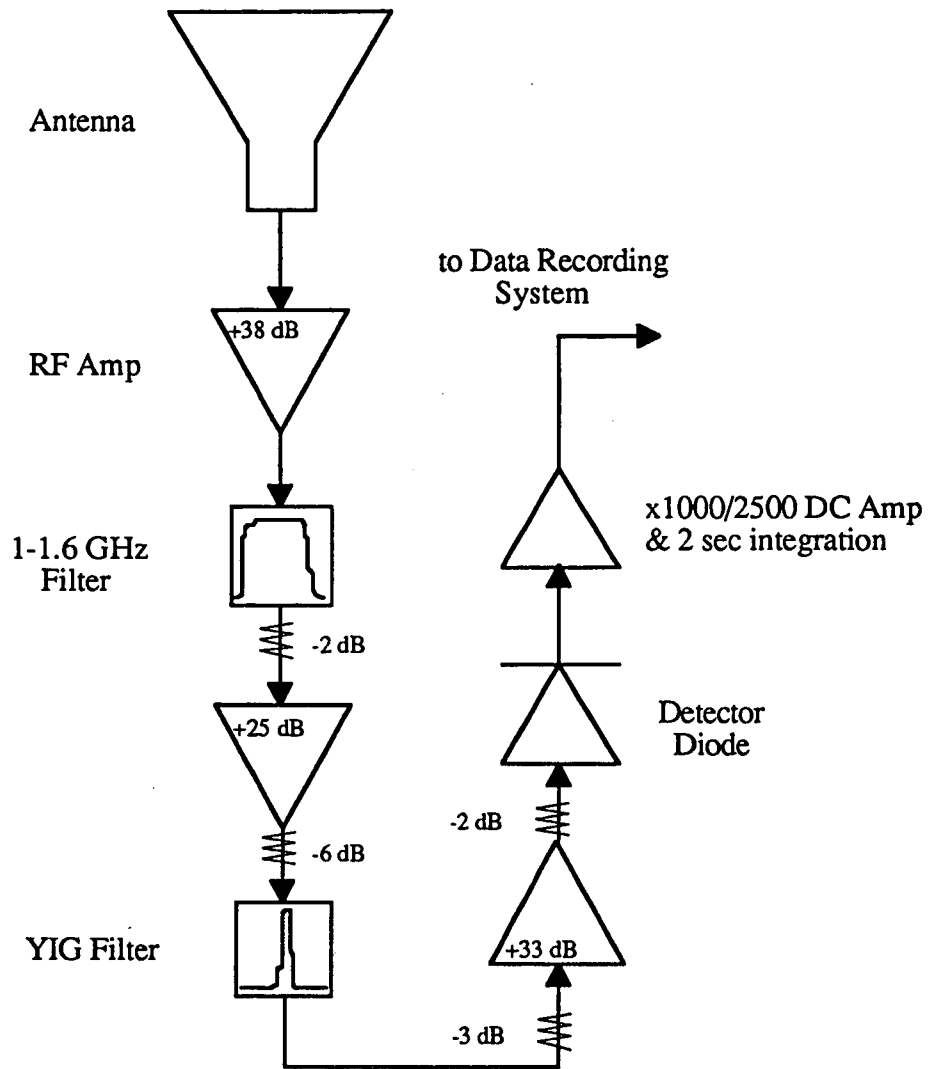 Antenna
+38 dB
RF Amp
1-1.6 GHz
Filter
-2 dB
+25 dB
-6 dB
YIG Filter
-3 dB
+33 dB
-2 dB
Detector
Diode
x1000/2500 DC Amp
& 2 sec integration
to Data Recording
System